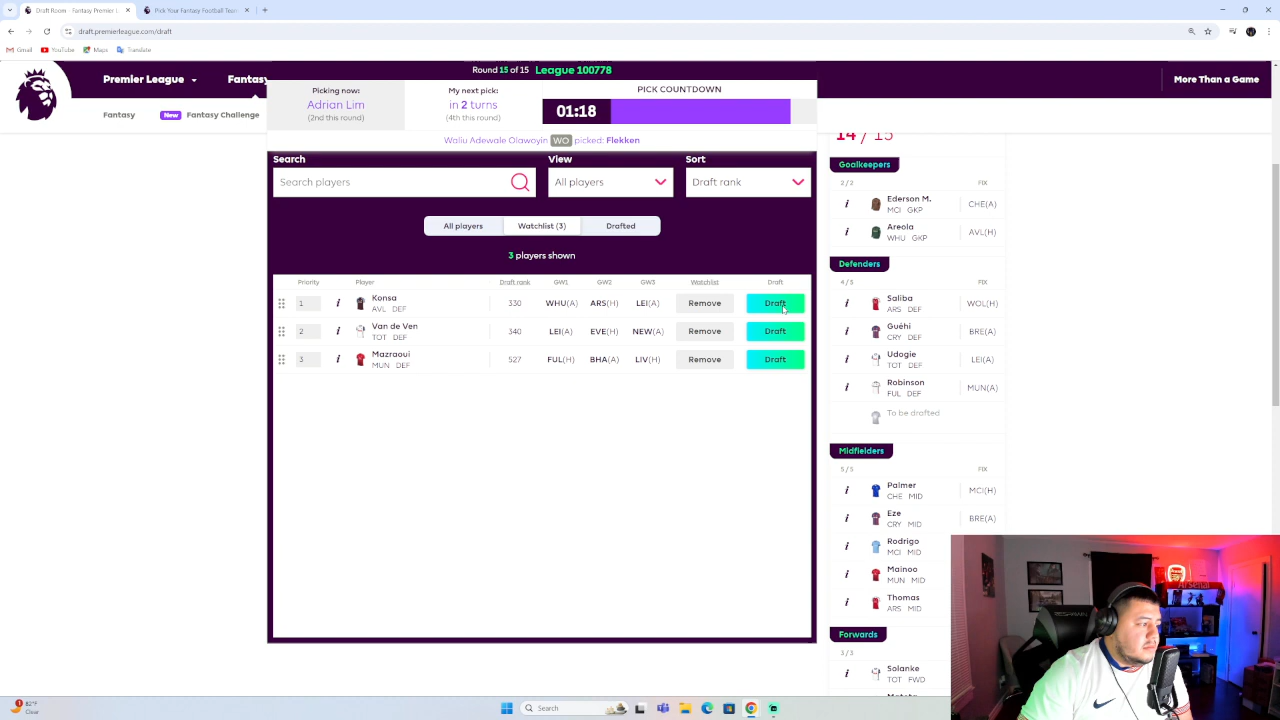 Draft Room - Fantasy Premier L
Pick Your Fantasy Football Team
draft.premierleague.com/draft
Gmail
YouTube
Maps
Translate
Premier League
Fantasy
More Than a Game
Fantasy
New
Fantasy Challenge
Round 15 of 15 League 100778
Picking now:
Adrian Lim
(2nd this round)
My next pick:
in 2 turns
(4th this round)
PICK COUNTDOWN
01:18
Waliu Adewale Olawoyin WO picked: Flekken
Search
Search players
View
All players
Sort
Draft rank
All players
Watchlist (3)
Drafted
3 players shown
Priority Player Draft rank GW1 GW2 GW3 Watchlist Draft
1 i Konsa 330 WHU(A) ARS(H) LEI(A) Remove Draft
AVL DEF
2 i Van de Ven 340 LEI(A) EVE(H) NEW(A) Remove Draft
TOT DEF
3 i Mazraoui 527 FUL(H) BHA(A) LIV(H) Remove Draft
MUN DEF
14 / 15
Goalkeepers
2/2 FIX
i Ederson M. CHE(A)
MCI GKP
i Areola AVL(H)
WHU GKP
Defenders
4/5 FIX
i Saliba WOL(H)
ARS DEF
i Guéhi BRE(A)
CRY DEF
i Udogie LEI(A)
TOT DEF
i Robinson MUN(A)
FUL DEF
To be drafted
Midfielders
5/5 FIX
i Palmer MCI(H)
CHE MID
i Eze BRE(A)
CRY MID
i Rodrigo
MCI MID
i Mainoo
MUN MID
i Thomas
ARS MID
Forwards
3/3
i Solanke
TOT FWD
Arsenal
82°F
Clear
Search